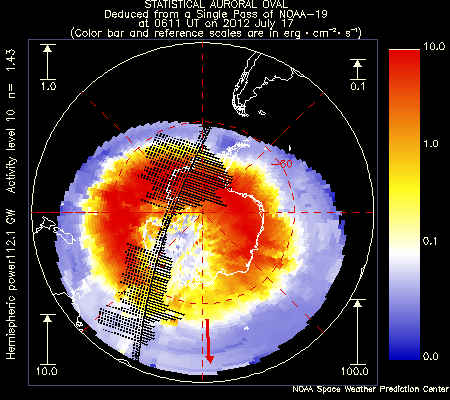 STATISTICAL AURORAL OVAL
Deduced from a Single Pass of NOAA-19
at 0611 UT on 2012 July 17
(Color bar and reference scales are in erg · cm⁻² · s⁻¹)
1.0
0.1
10.0
1.0
0.1
0.0
-60
Hemispheric power 112.1 GW Activity level 10 n= 1.43
10.0
100.0
NOAA Space Weather Prediction Center